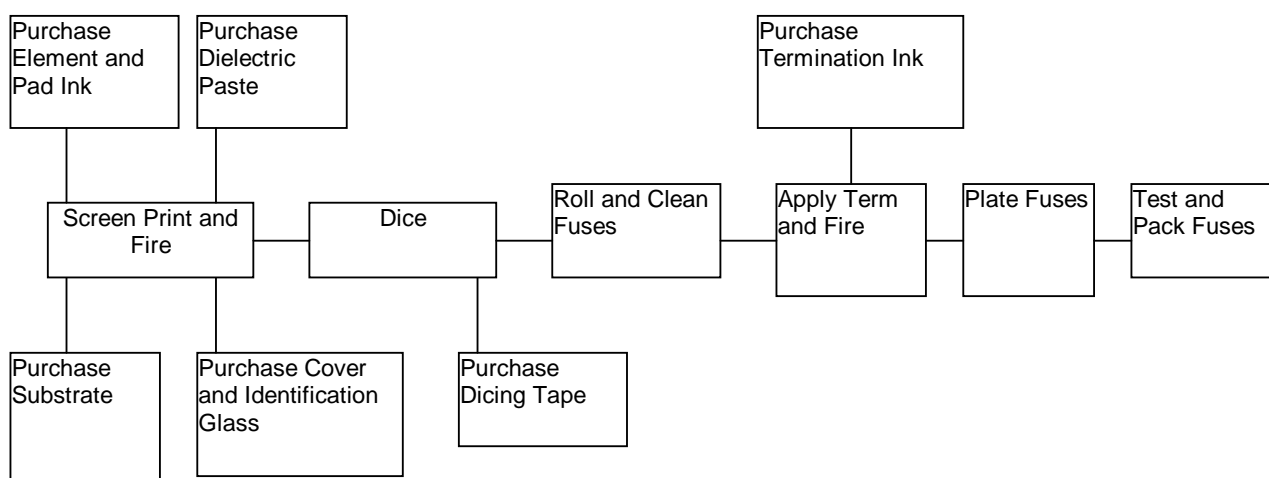 Purchase
Element and
Pad Ink
Purchase
Dielectric
Paste
Purchase
Termination Ink
Screen Print and
Fire
Dice
Roll and Clean
Fuses
Apply Term
and Fire
Plate Fuses
Test and
Pack Fuses
Purchase
Substrate
Purchase Cover
and Identification
Glass
Purchase
Dicing Tape